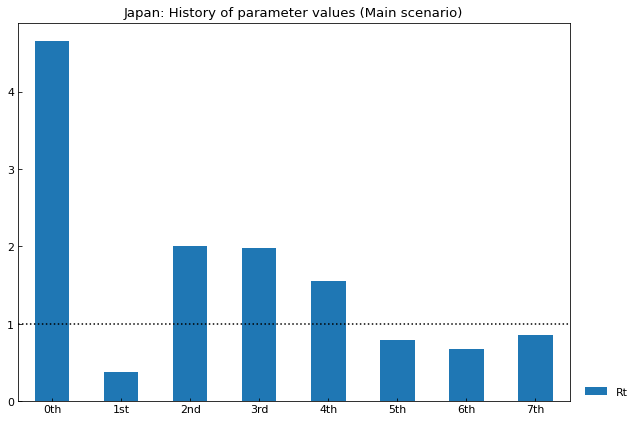 Japan: History of parameter values (Main scenario)
4
3
2
1
0
0th 1st 2nd 3rd 4th 5th 6th 7th
Rt